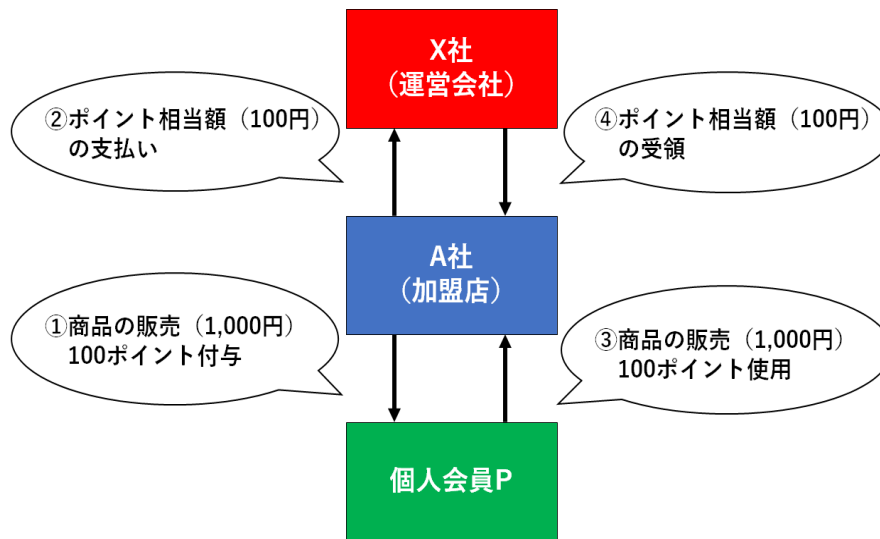 X社
（運営会社）
②ポイント相当額（100円）
の支払い
④ポイント相当額（100円）
の受領
A社
（加盟店）
①商品の販売（1,000円）
100ポイント付与
③商品の販売（1,000円）
100ポイント使用
個人会員P